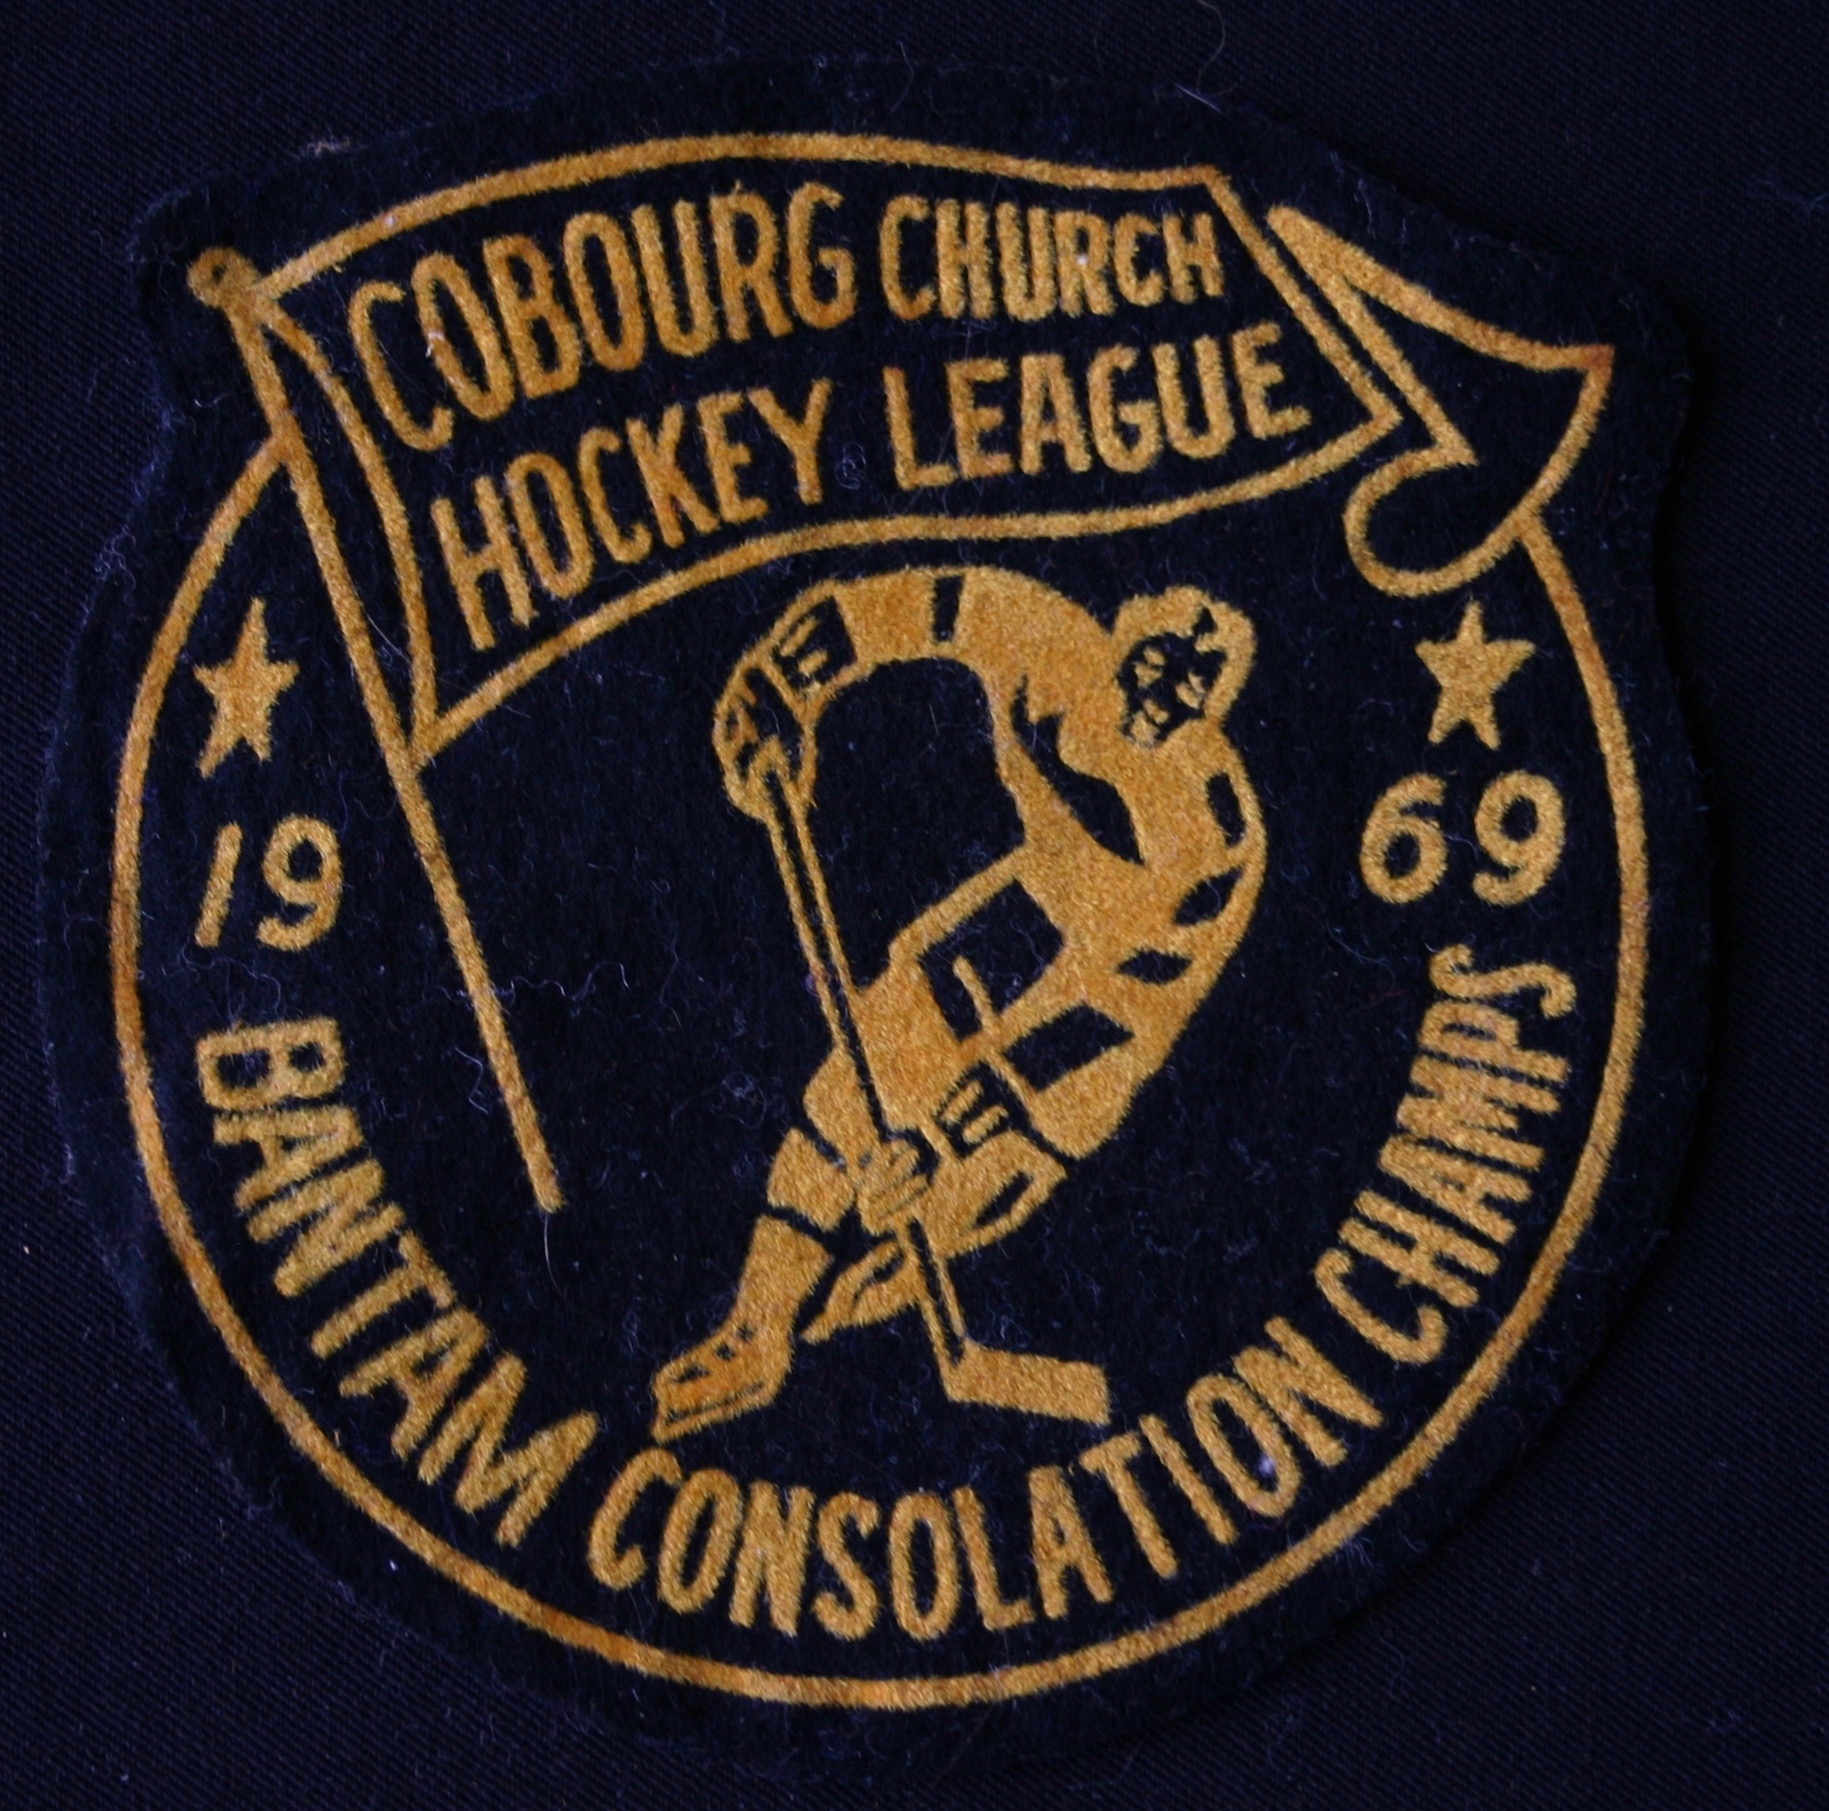 COBOURG CHURCH
HOCKEY LEAGUE
19 69
BANTAM CONSOLATION CHAMPS